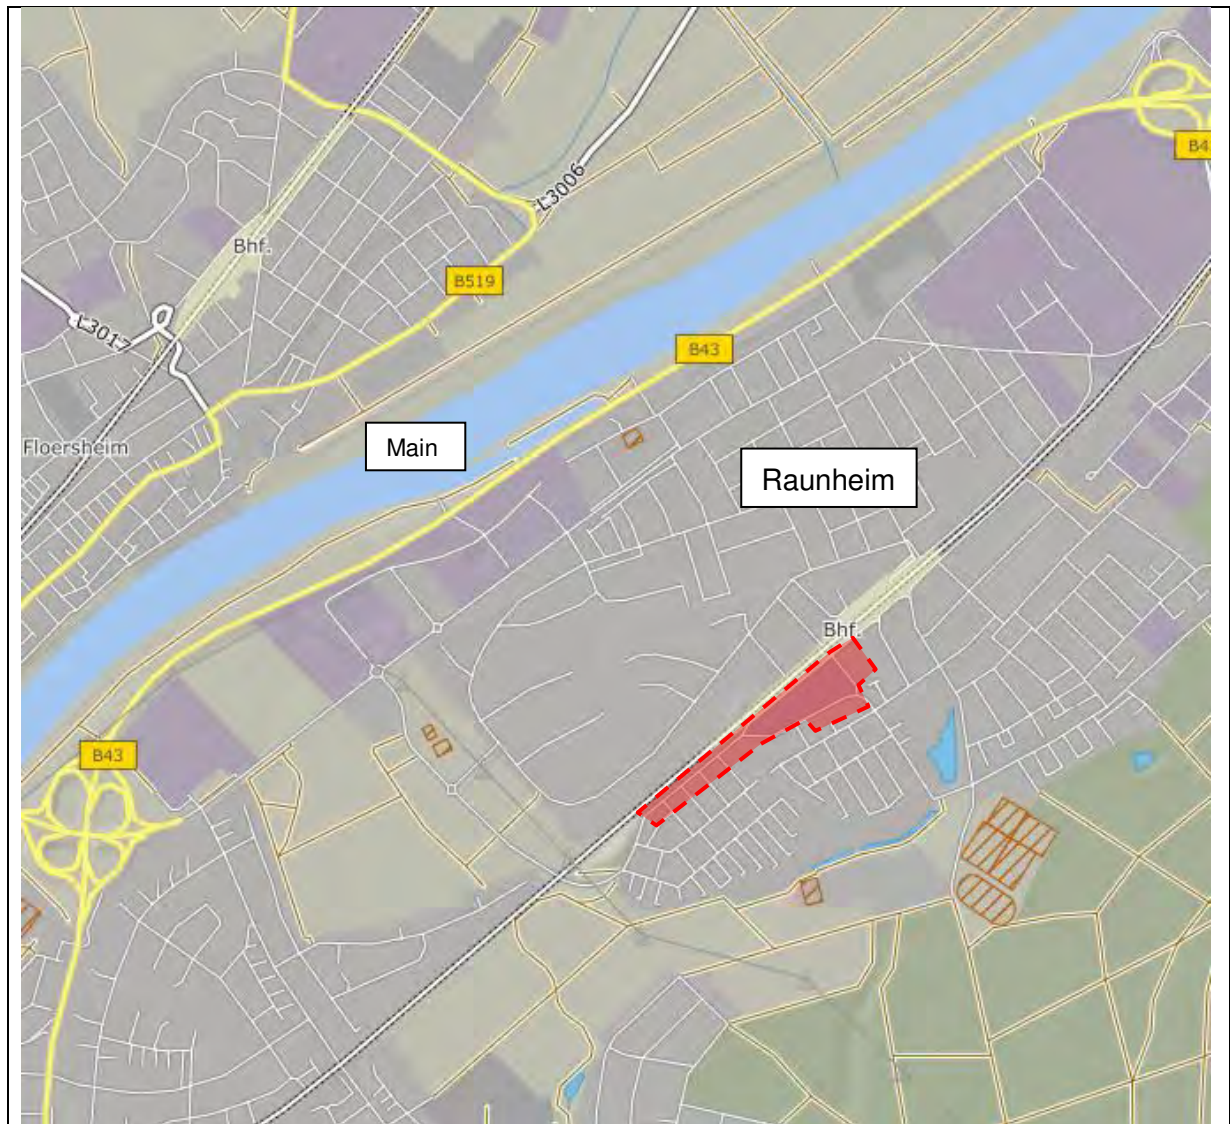 B4
L3006
Bhf.
B519
L3017
B43
Main
Floersheim
Raunheim
Bhf.
B43